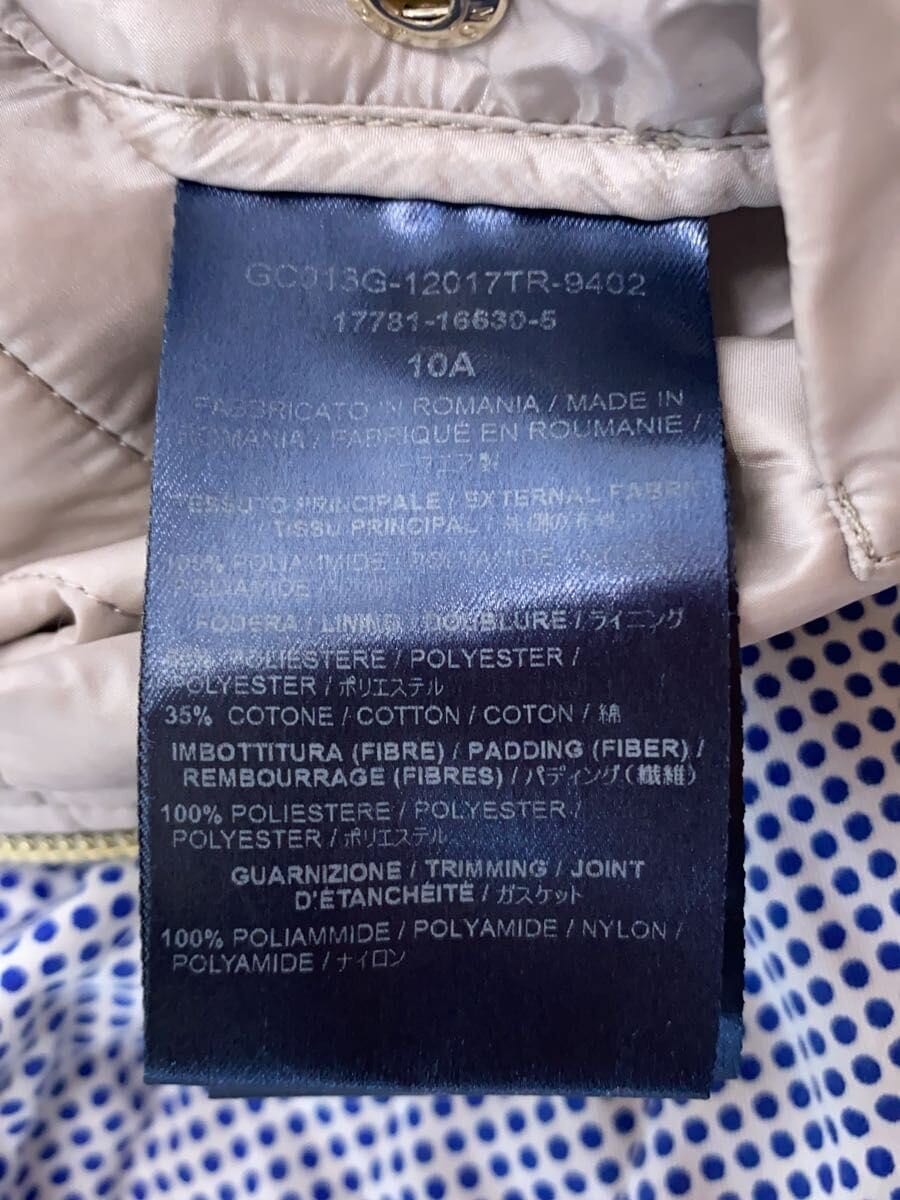 GC013G-12017TR-9402
17781-16630-5
10A
FABBRICATO IN ROMANIA / MADE IN
ROMANIA / FABRIQUÉ EN ROUMANIE /
TESSUTO PRINCIPALE / EXTERNAL FABRIC
TISSU PRINCIPAL /
100% POLIAMMIDE /
POLIAMIDE
FODERA / LINING / DOUBLURE / ライニング
POLIESTERE / POLYESTER /
POLYESTER / ポリエステル
35% COTONE / COTTON / COTON / 綿
IMBOTTITURA (FIBRE) / PADDING (FIBER) /
REMBOURRAGE (FIBRES) / パディング(繊維)
100% POLIESTERE / POLYESTER /
POLYESTER / ポリエステル
GUARNIZIONE / TRIMMING / JOINT
D'ÉTANCHÉITÉ / ガスケット
100% POLIAMMIDE / POLYAMIDE / NYLON /
POLYAMIDE / ナイロン